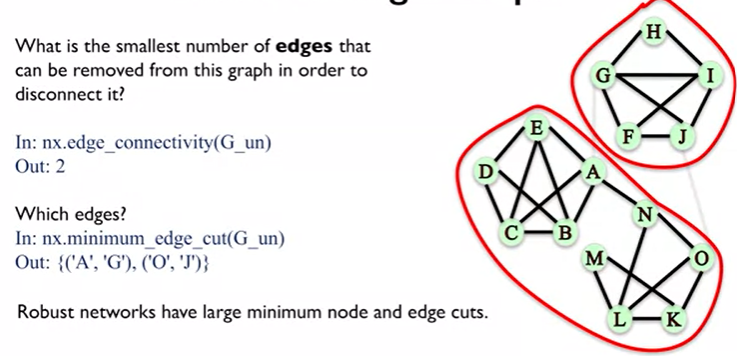 What is the smallest number of edges that
can be removed from this graph in order to
disconnect it?
In: nx.edge_connectivity(G_un)
Out: 2
Which edges?
In: nx.minimum_edge_cut(G_un)
Out: {('A', 'G'), ('O', 'J')}
Robust networks have large minimum node and edge cuts.
H
G
I
F
J
E
D
A
C
B
N
M
O
L
K